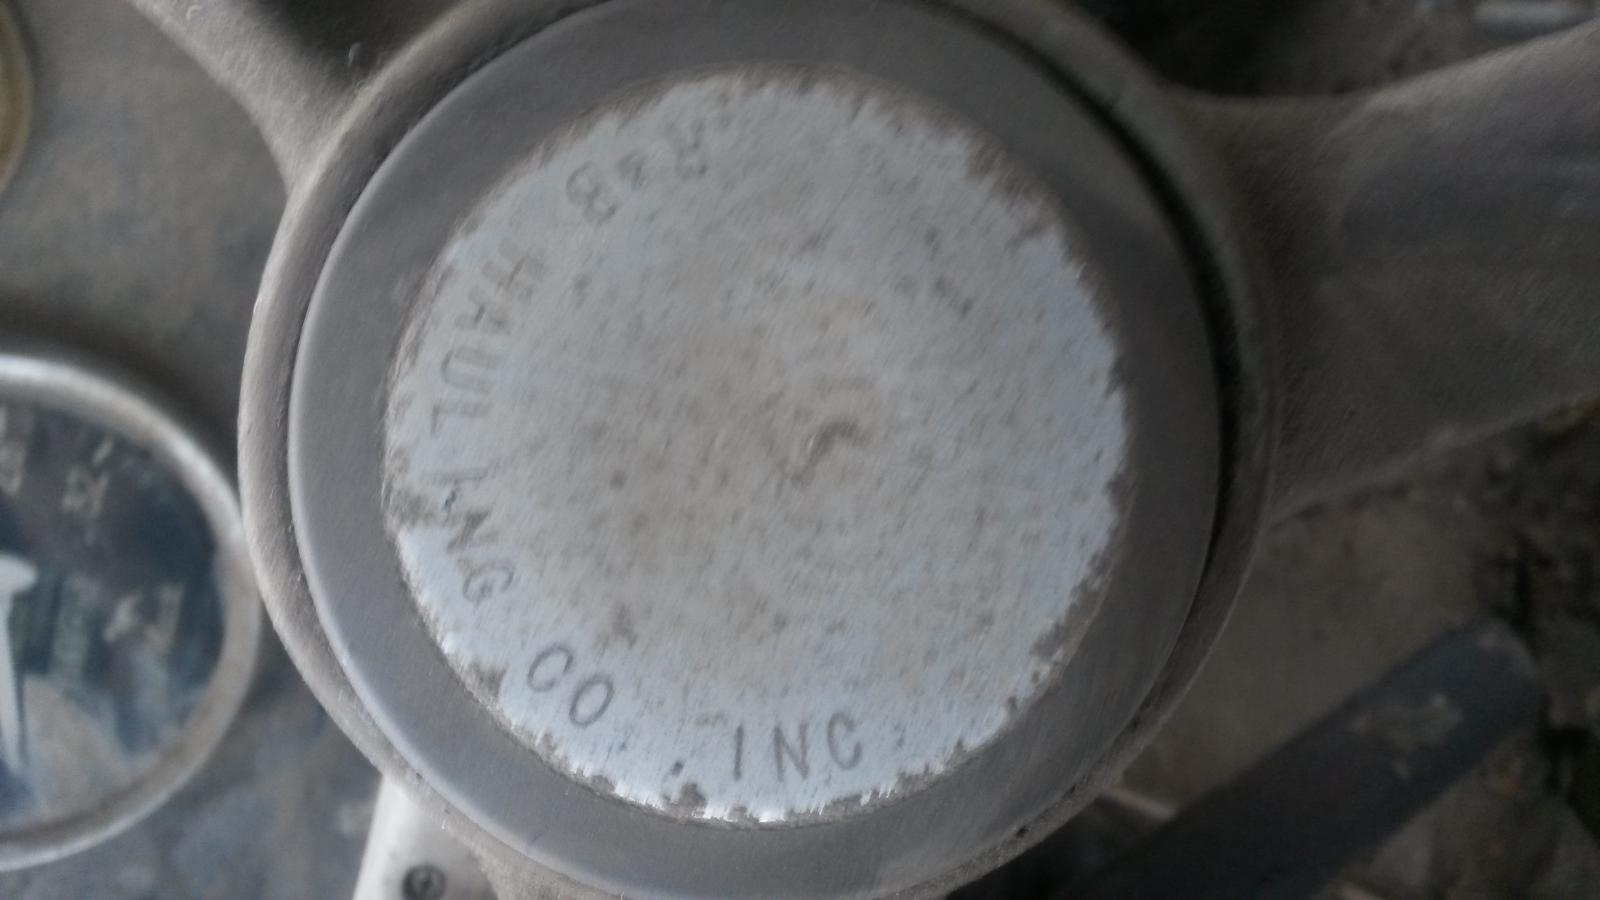 R & B HAULING CO INC